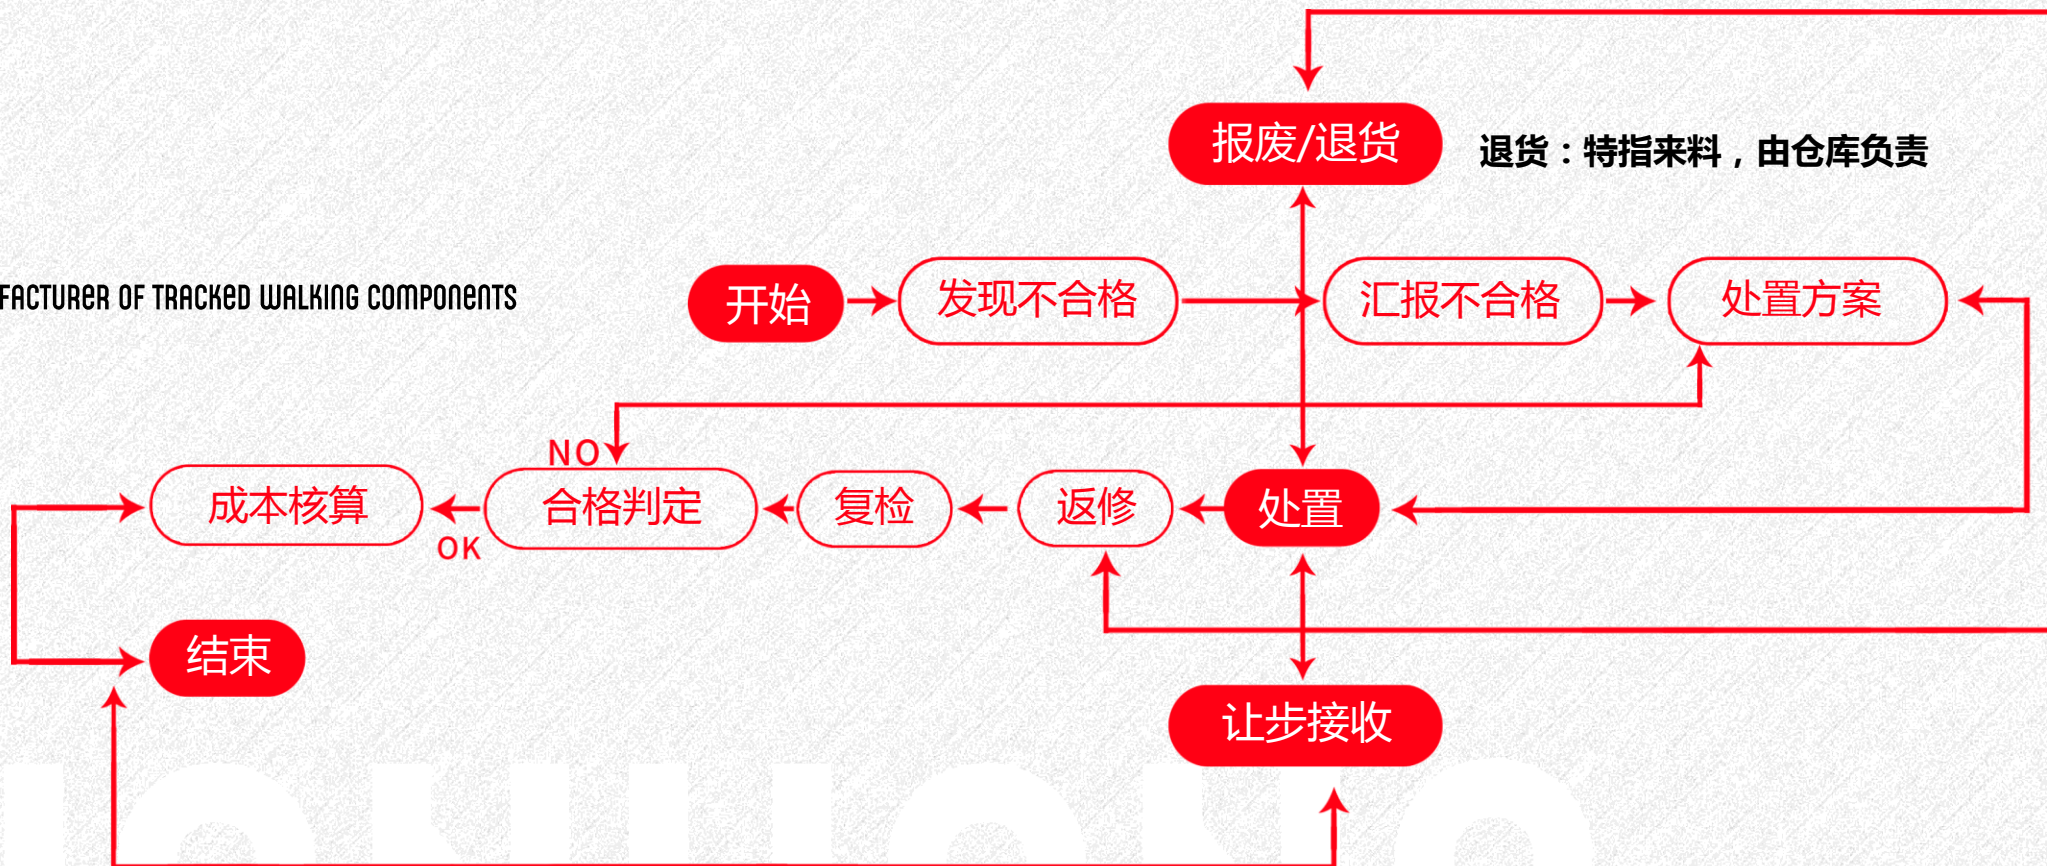 报废/退货
退货：特指来料，由仓库负责
FACTURER OF TRACKED WALKING COMPONENTS
开始
发现不合格
汇报不合格
处置方案
NO
成本核算
合格判定
复检
返修
处置
OK
结束
让步接收